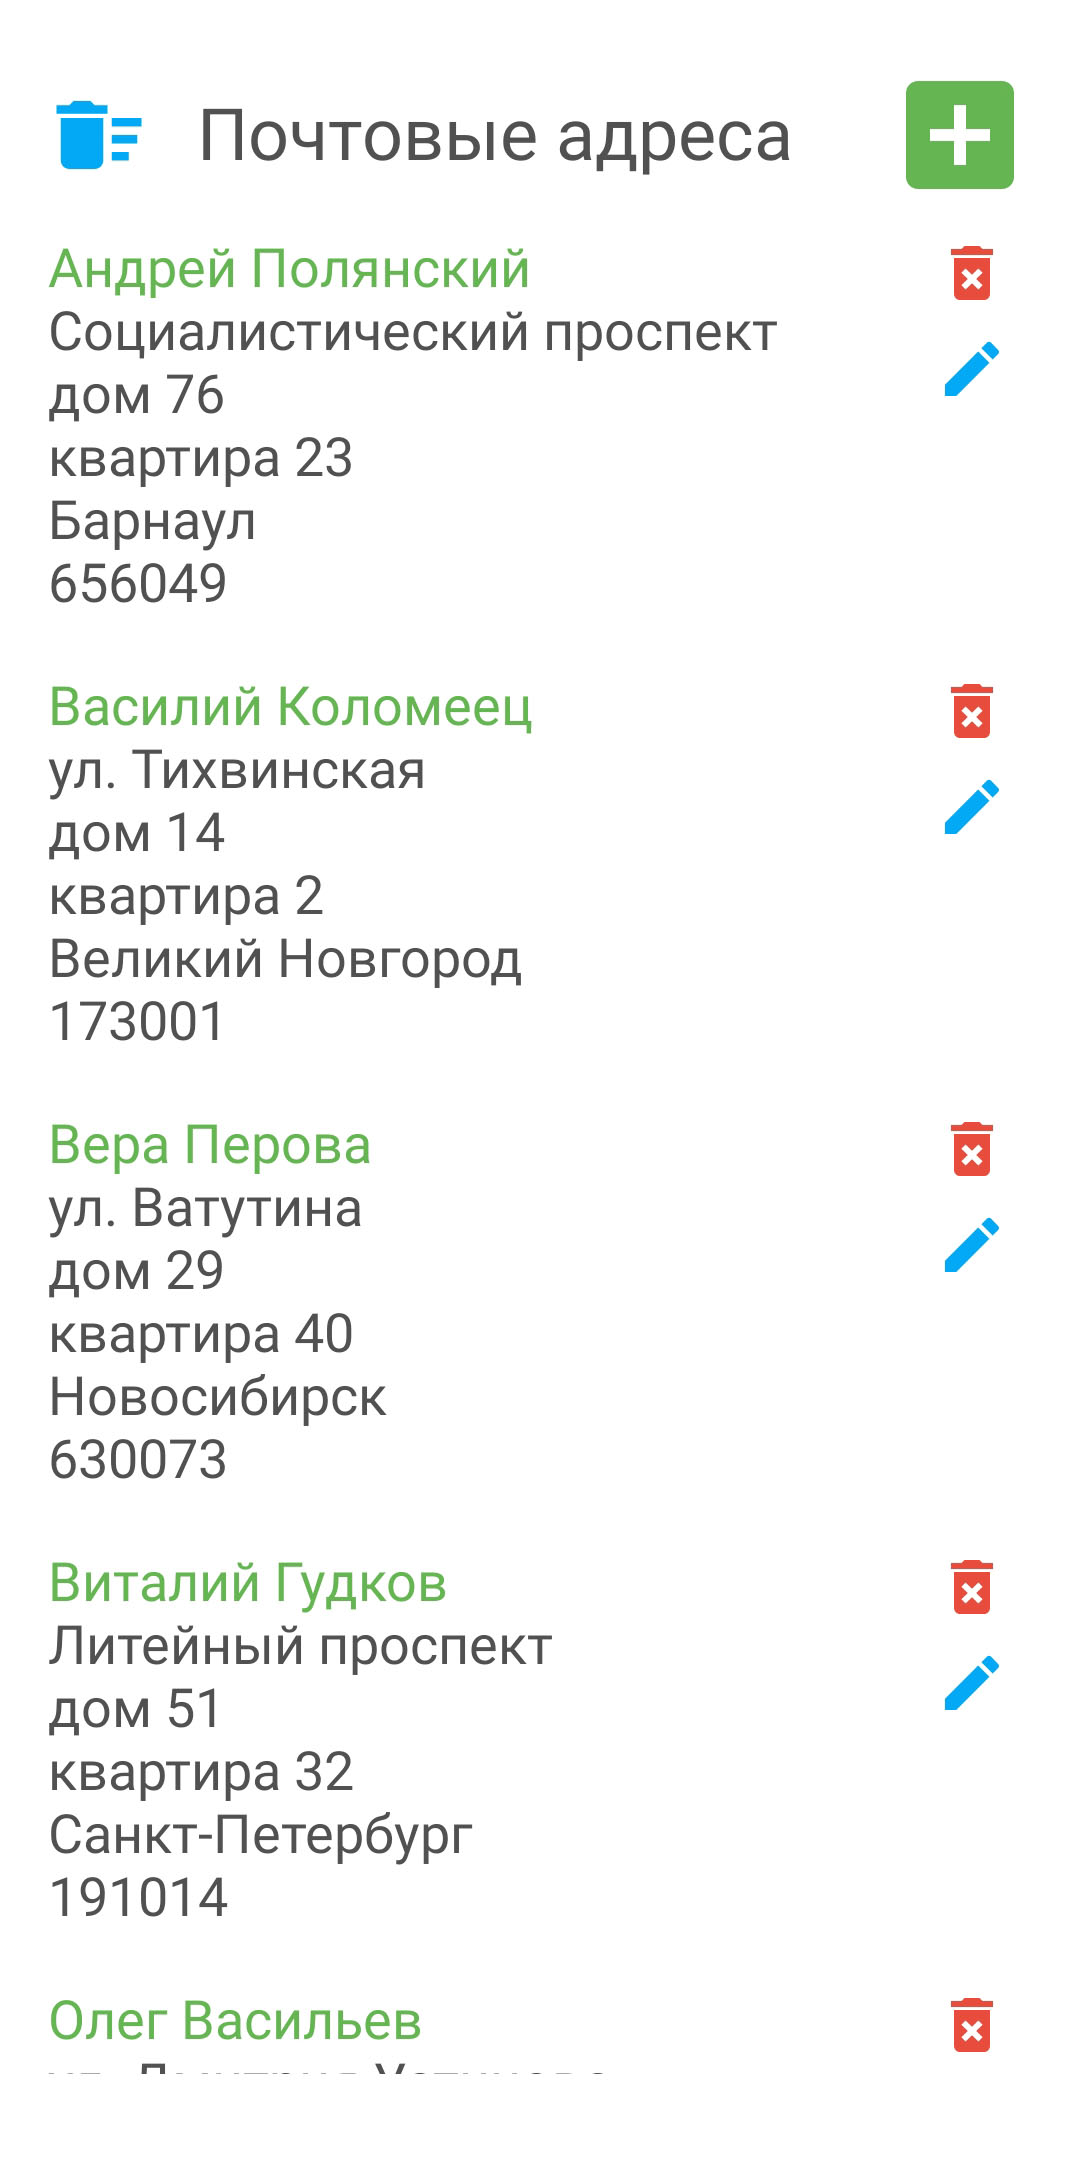 Почтовые адреса
Андрей Полянский
Социалистический проспект
дом 76
квартира 23
Барнаул
656049
Василий Коломеец
ул. Тихвинская
дом 14
квартира 2
Великий Новгород
173001
Вера Перова
ул. Ватутина
дом 29
квартира 40
Новосибирск
630073
Виталий Гудков
Литейный проспект
дом 51
квартира 32
Санкт-Петербург
191014
Олег Васильев